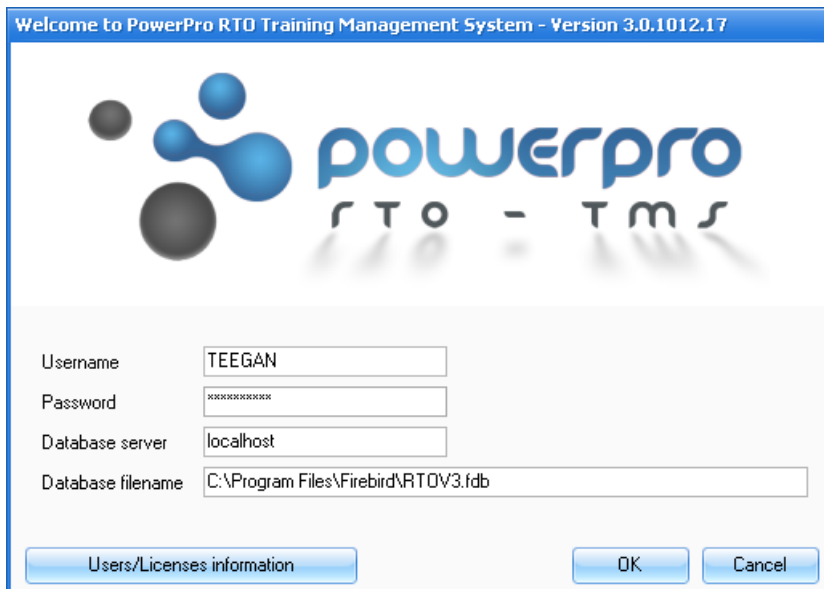 Welcome to PowerPro RTO Training Management System - Version 3.0.1012.17
powerpro
RTO - TMS
Username TEEGAN
Password **********
Database server localhost
Database filename C:\Program Files\Firebird\RTOV3.fdb
Users/Licenses information OK Cancel